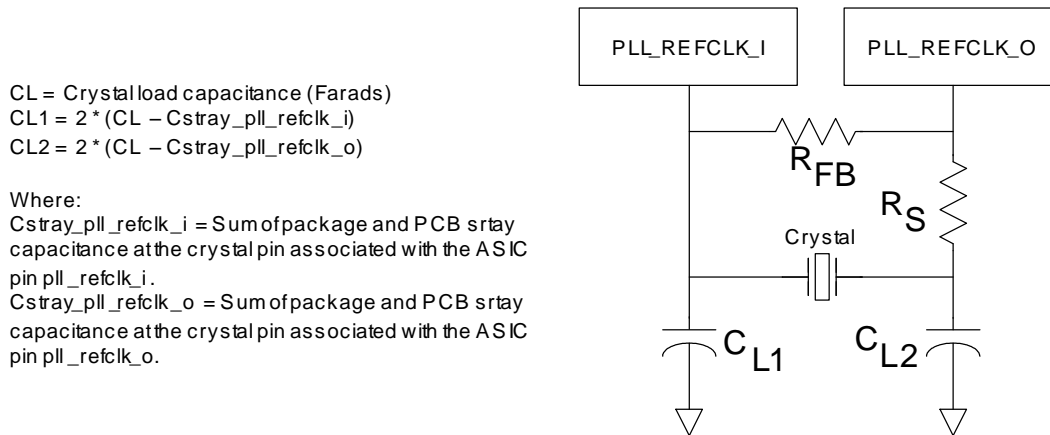 CL = Crystal load capacitance (Farads)
CL1 = 2 * (CL – Cstray_pll_refclk_i)
CL2 = 2 * (CL – Cstray_pll_refclk_o)
Where:
Cstray_pll_refclk_i = Sum of package and PCB srtay
capacitance at the crystal pin associated with the ASIC
pin pll_refclk_i.
Cstray_pll_refclk_o = Sum of package and PCB srtay
capacitance at the crystal pin associated with the ASIC
pin pll_refclk_o.
PLL_REFCLK_I
PLL_REFCLK_O
RFB
RS
Crystal
CL1
CL2